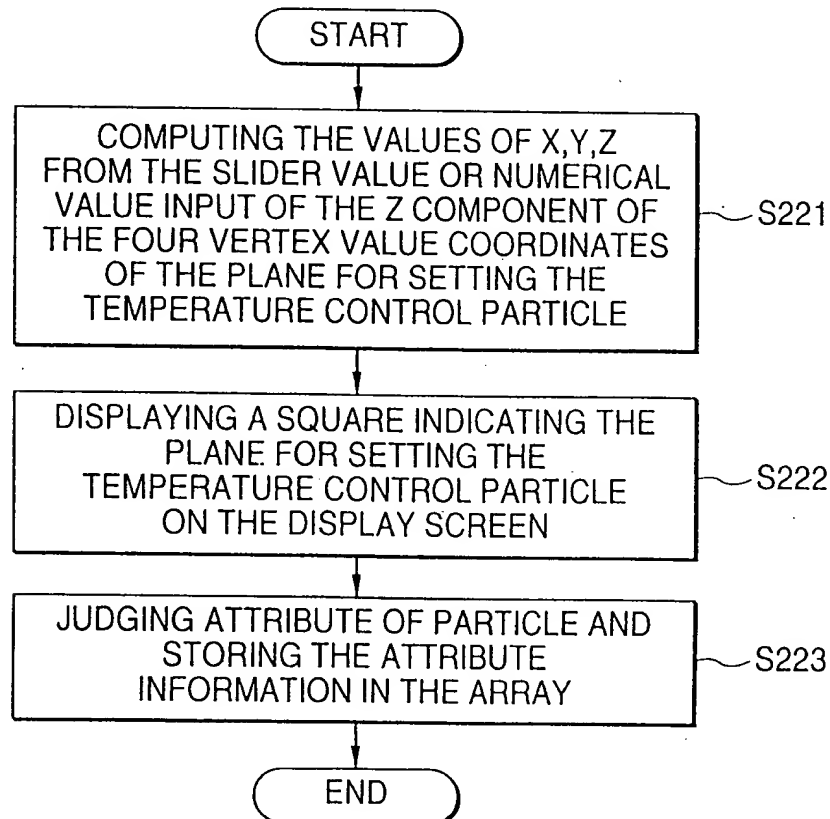 START
COMPUTING THE VALUES OF X,Y,Z
FROM THE SLIDER VALUE OR NUMERICAL
VALUE INPUT OF THE Z COMPONENT OF
THE FOUR VERTEX VALUE COORDINATES
OF THE PLANE FOR SETTING THE
TEMPERATURE CONTROL PARTICLE
S221
DISPLAYING A SQUARE INDICATING THE
PLANE FOR SETTING THE
TEMPERATURE CONTROL PARTICLE
ON THE DISPLAY SCREEN
S222
JUDGING ATTRIBUTE OF PARTICLE AND
STORING THE ATTRIBUTE
INFORMATION IN THE ARRAY
S223
END